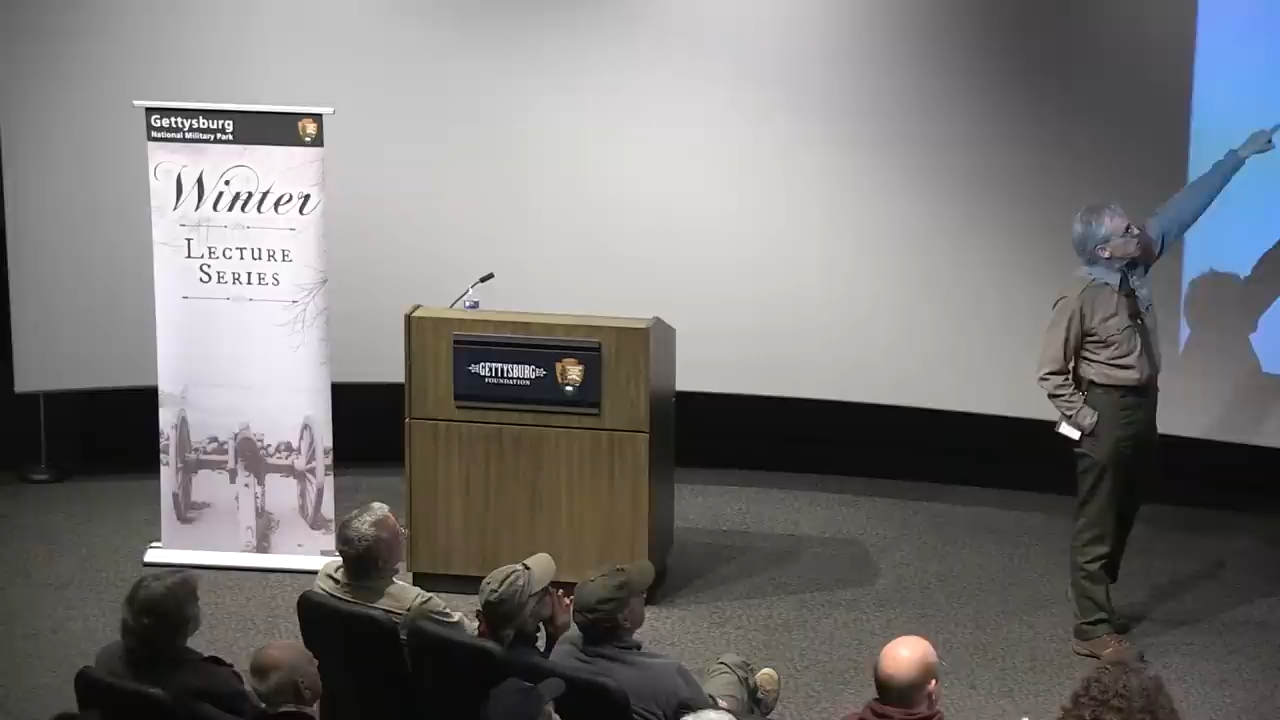 Gettysburg
National Military Park
Winter
LECTURE
SERIES
GETTYSBURG
FOUNDATION